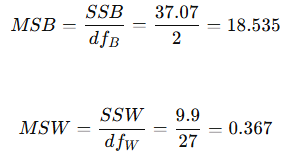 MSB = SSB / df_B = 37.07 / 2 = 18.535
MSW = SSW / df_W = 9.9 / 27 = 0.367